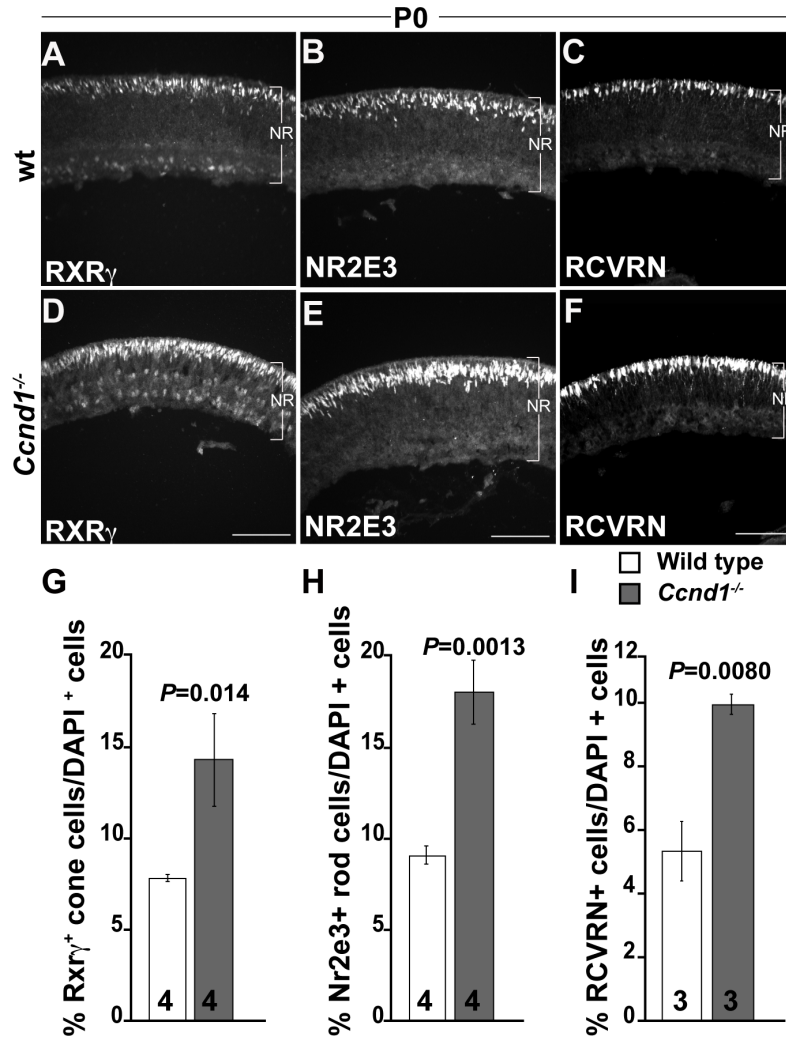 P0
A B C
wt
NR NR NR
RXRγ NR2E3 RCVRN
D E F
Ccnd1-/-
NR NR NR
RXRγ NR2E3 RCVRN
Wild type
Ccnd1-/-
G H I
% Rxrγ+ cone cells/DAPI + cells
20
15
10
5
0
P=0.014
4 4
% Nr2e3+ rod cells/DAPI + cells
20
15
10
5
0
P=0.0013
4 4
% RCVRN+ cells/DAPI + cells
12
10
8
6
4
2
0
P=0.0080
3 3